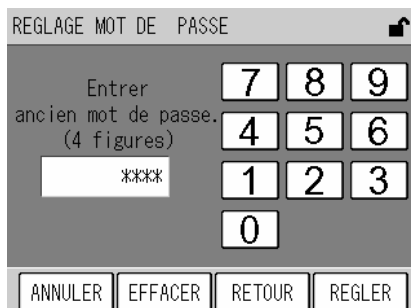 REGLAGE MOT DE PASSE
Entrer
ancien mot de passe.
(4 figures)
****
7 8 9
4 5 6
1 2 3
0
ANNULER EFFACER RETOUR REGLER